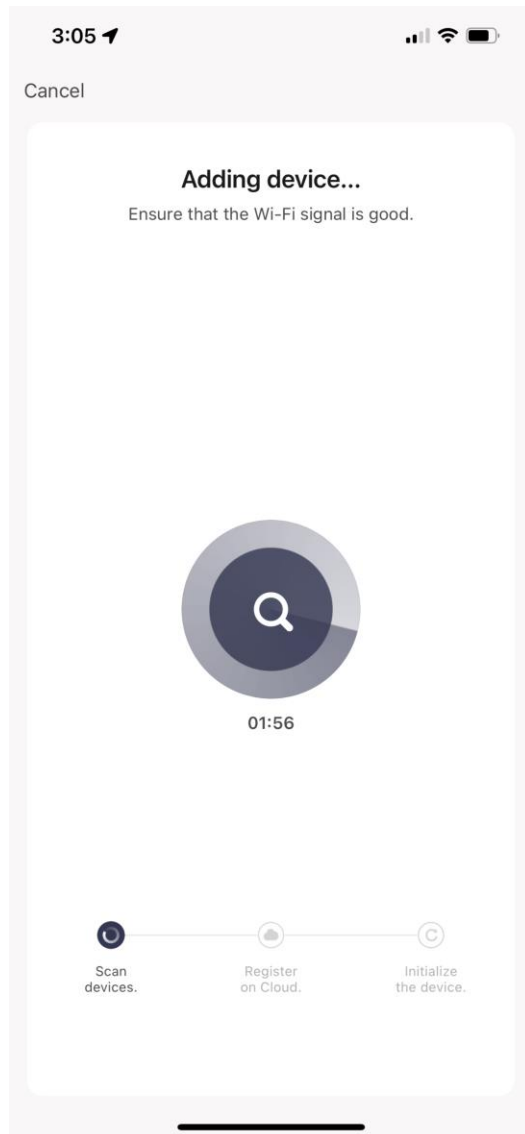 3:05
Cancel
Adding device...
Ensure that the Wi-Fi signal is good.
01:56
Scan
devices.
Register
on Cloud.
Initialize
the device.